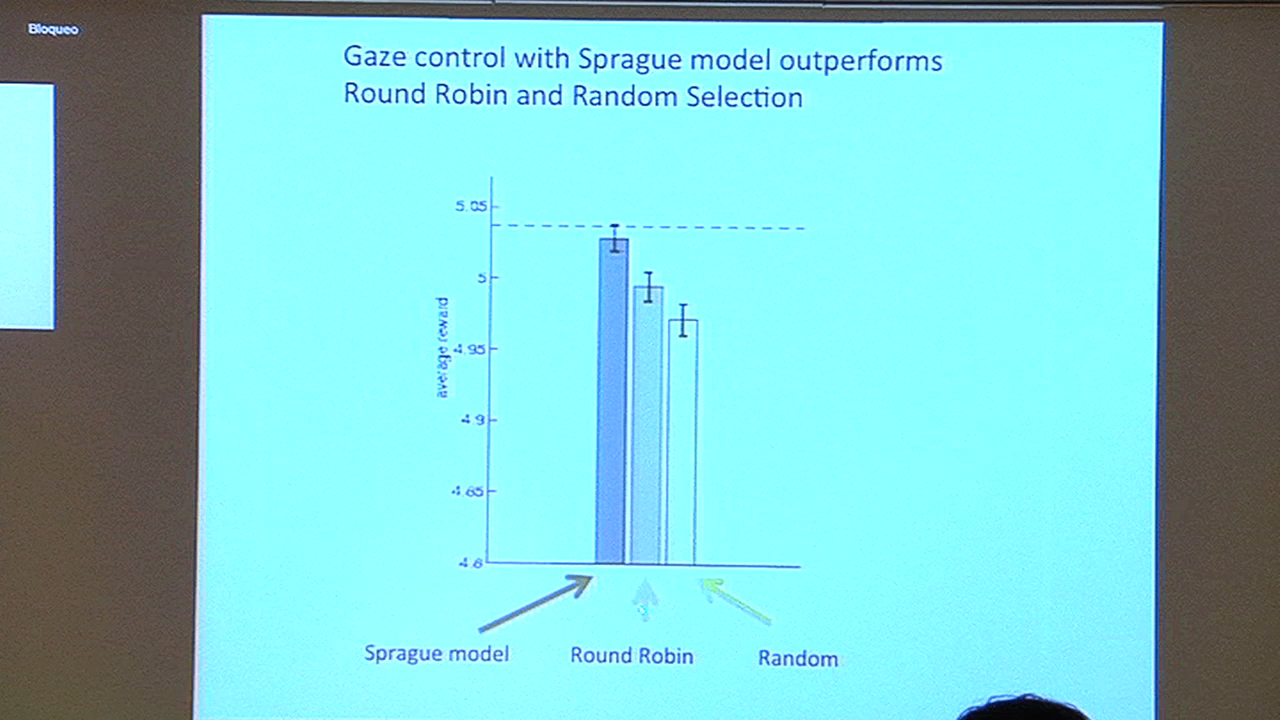 Bloqueo
Gaze control with Sprague model outperforms
Round Robin and Random Selection
5.05
5
4.95
4.9
4.85
4.8
average reward
Sprague model
Round Robin
Random